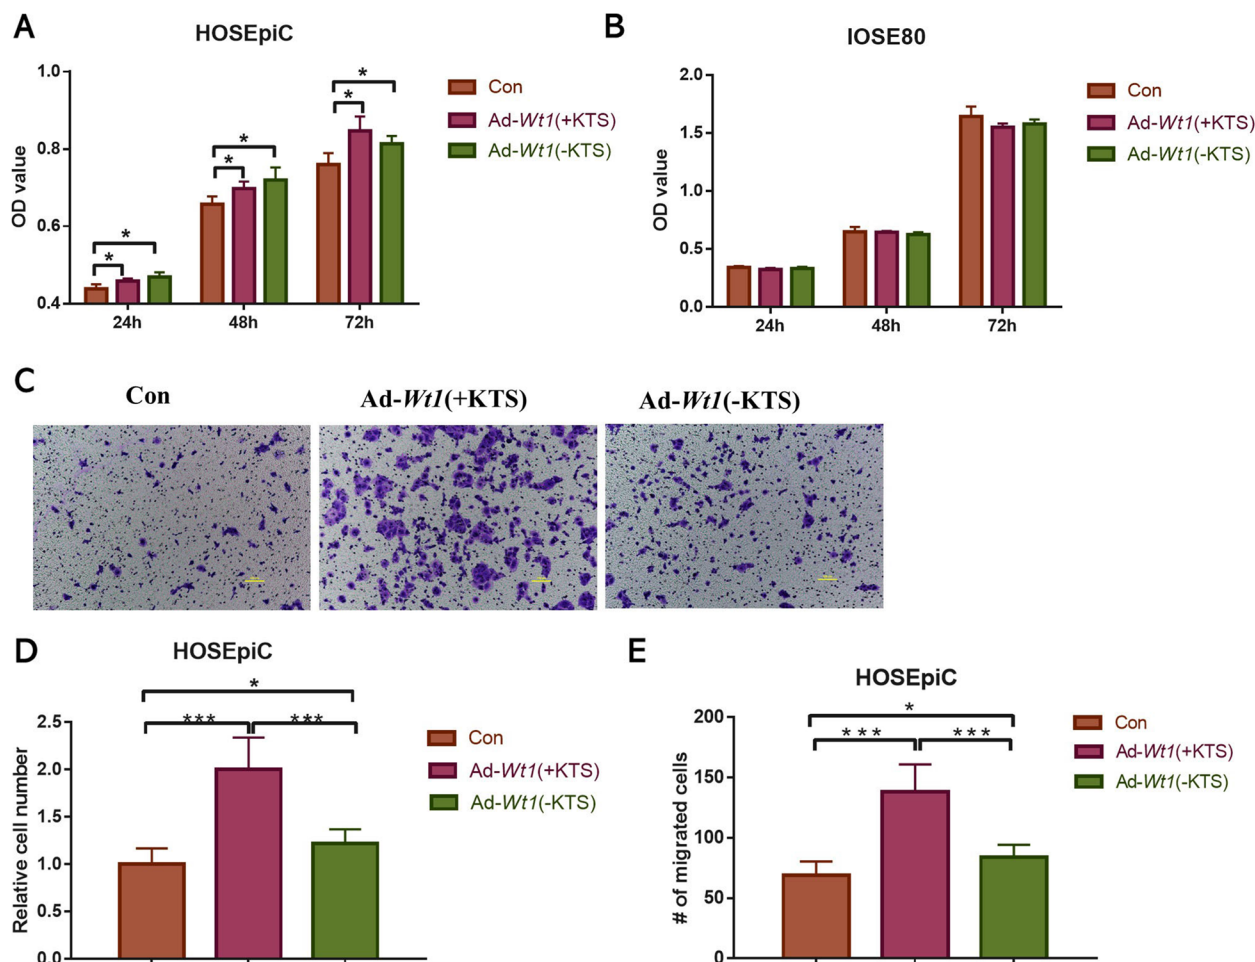 A
HOSEpiC
OD value
1.0
0.8
0.6
0.4
24h
48h
72h
*
*
*
*
*
*
Con
Ad-Wt1(+KTS)
Ad-Wt1(-KTS)
B
IOSE80
OD value
2.0
1.5
1.0
0.5
0.0
24h
48h
72h
Con
Ad-Wt1(+KTS)
Ad-Wt1(-KTS)
C
Con
Ad-Wt1(+KTS)
Ad-Wt1(-KTS)
D
HOSEpiC
Relative cell number
2.5
2.0
1.5
1.0
0.5
0.0
*
*** ***
Con
Ad-Wt1(+KTS)
Ad-Wt1(-KTS)
E
HOSEpiC
# of migrated cells
200
150
100
50
0
*
*** ***
Con
Ad-Wt1(+KTS)
Ad-Wt1(-KTS)